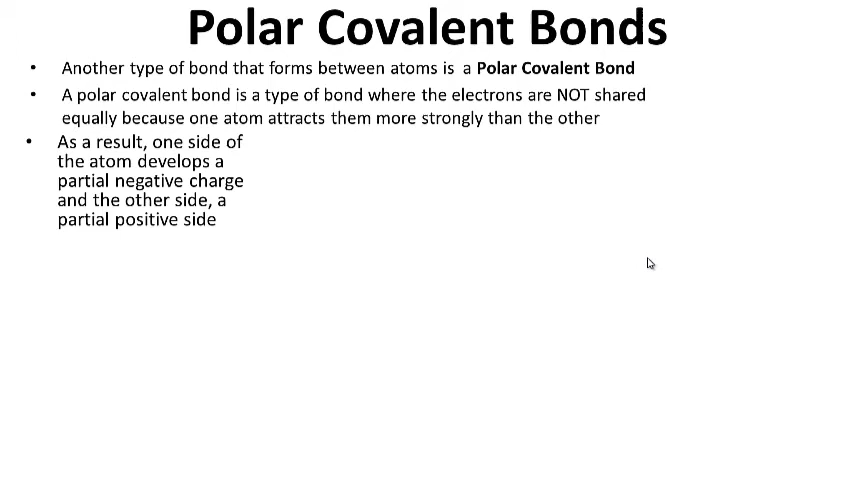 Polar Covalent Bonds
• Another type of bond that forms between atoms is a Polar Covalent Bond
• A polar covalent bond is a type of bond where the electrons are NOT shared
equally because one atom attracts them more strongly than the other
• As a result, one side of
the atom develops a
partial negative charge
and the other side, a
partial positive side